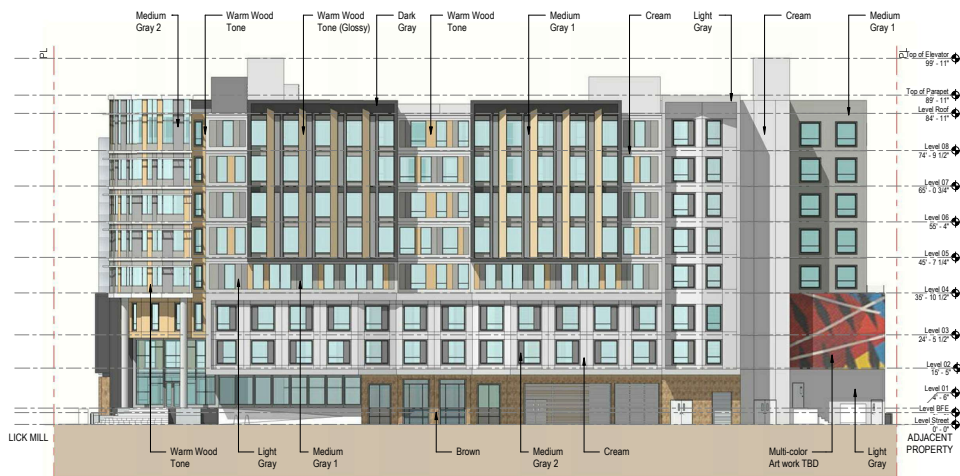 Medium
Gray 2
Warm Wood
Tone
Warm Wood
Tone (Glossy)
Dark
Gray
Warm Wood
Tone
Medium
Gray 1
Cream
Light
Gray
Cream
Medium
Gray 1
PL
PL
Top of Elevator
99' - 11"
Top of Parapet
89' - 11"
Level Roof
84' - 11"
Level 08
74' - 9 1/2"
Level 07
65' - 0 3/4"
Level 06
55' - 4"
Level 05
45' - 7 1/4"
Level 04
35' - 10 1/2"
Level 03
24' - 5 1/2"
Level 02
15' - 5"
Level 01
4' - 6"
Level BFE
Level Street
0' - 0"
LICK MILL
ADJACENT
PROPERTY
Warm Wood
Tone
Light
Gray
Medium
Gray 1
Brown
Medium
Gray 2
Cream
Multi-color
Art work TBD
Light
Gray